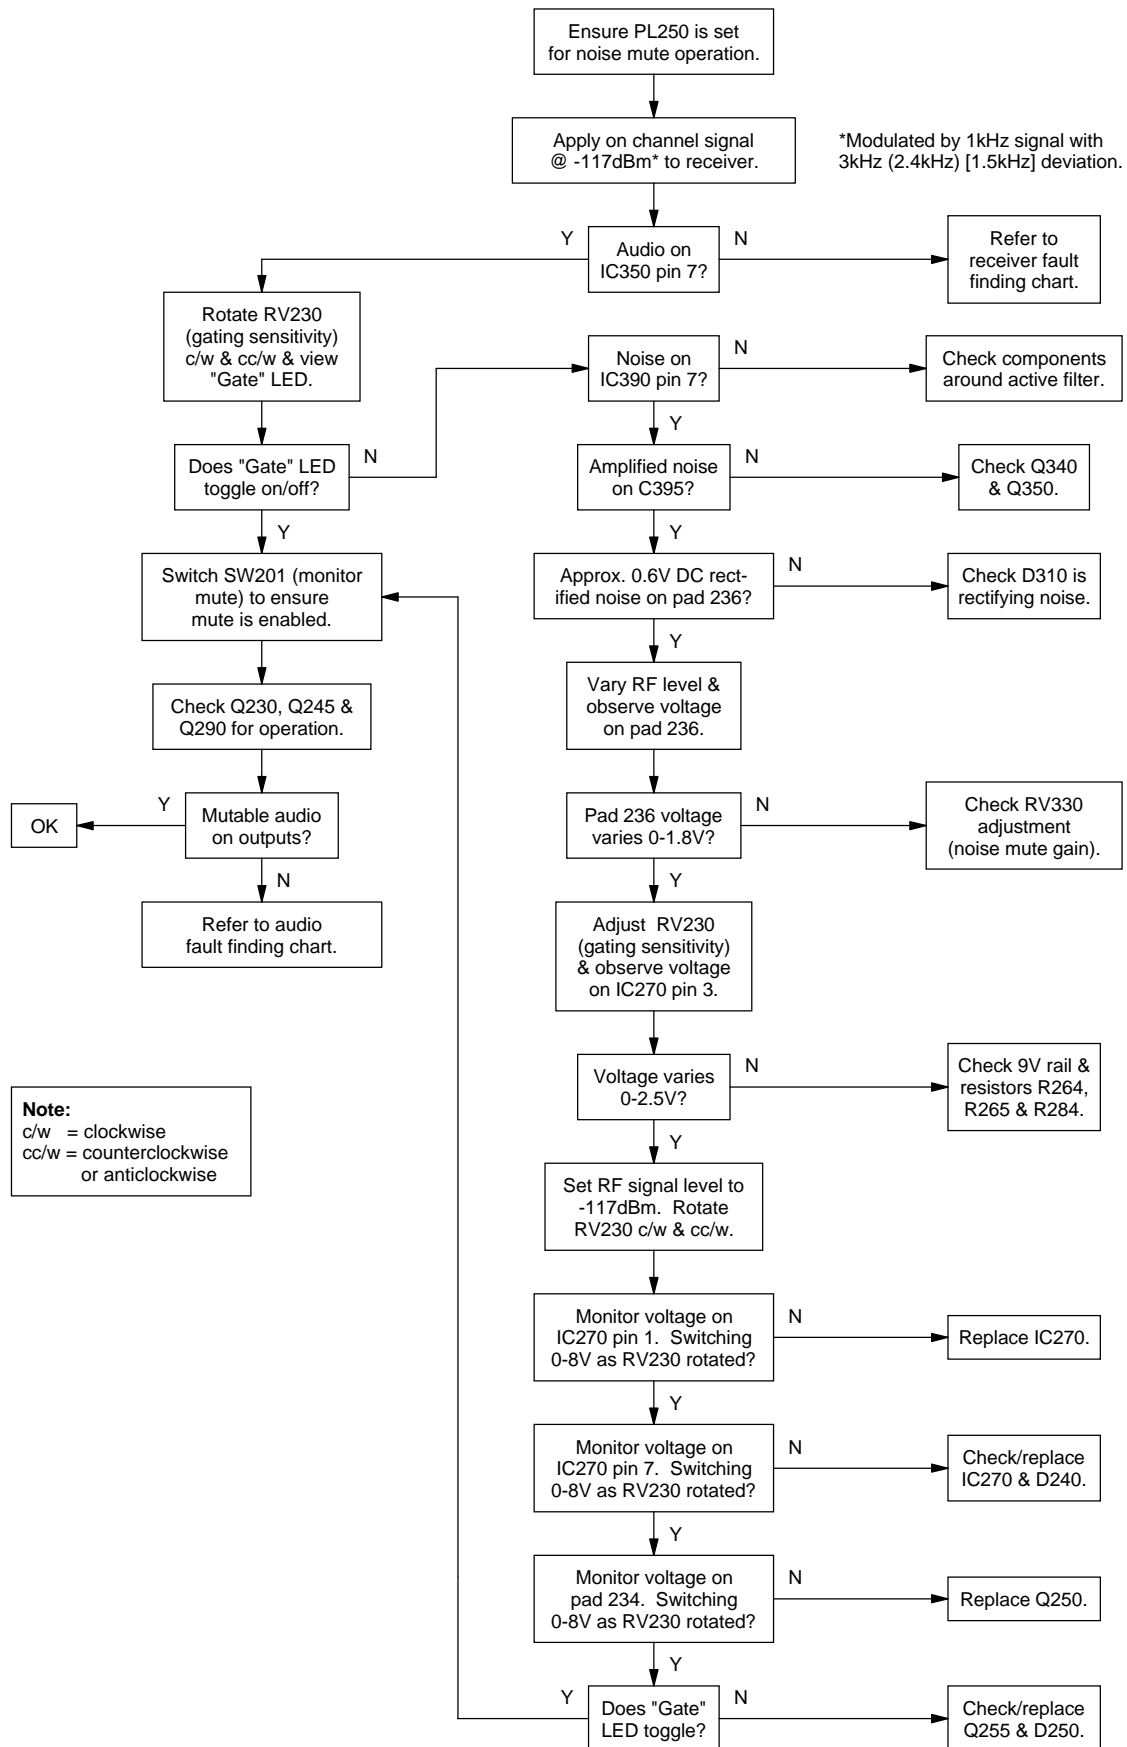 Ensure PL250 is set
for noise mute operation.
Apply on channel signal
@ -117dBm* to receiver.
*Modulated by 1kHz signal with
3kHz (2.4kHz) [1.5kHz] deviation.
Y
Audio on
IC350 pin 7?
N
Refer to
receiver fault
finding chart.
Rotate RV230
(gating sensitivity)
c/w & cc/w & view
"Gate" LED.
Noise on
IC390 pin 7?
N
Check components
around active filter.
Y
Does "Gate" LED
toggle on/off?
N
Amplified noise
on C395?
N
Check Q340
& Q350.
Y
Y
Switch SW201 (monitor
mute) to ensure
mute is enabled.
Approx. 0.6V DC rect-
ified noise on pad 236?
N
Check D310 is
rectifying noise.
Y
Check Q230, Q245 &
Q290 for operation.
Vary RF level &
observe voltage
on pad 236.
OK
Y
Mutable audio
on outputs?
Pad 236 voltage
varies 0-1.8V?
N
Check RV330
adjustment
(noise mute gain).
N
Y
Refer to audio
fault finding chart.
Adjust RV230
(gating sensitivity)
& observe voltage
on IC270 pin 3.
Voltage varies
0-2.5V?
N
Check 9V rail &
resistors R264,
R265 & R284.
Note:
c/w = clockwise
cc/w = counterclockwise
or anticlockwise
Y
Set RF signal level to
-117dBm. Rotate
RV230 c/w & cc/w.
Monitor voltage on
IC270 pin 1. Switching
0-8V as RV230 rotated?
N
Replace IC270.
Y
Monitor voltage on
IC270 pin 7. Switching
0-8V as RV230 rotated?
N
Check/replace
IC270 & D240.
Y
Monitor voltage on
pad 234. Switching
0-8V as RV230 rotated?
N
Replace Q250.
Y
Y
Does "Gate"
LED toggle?
N
Check/replace
Q255 & D250.